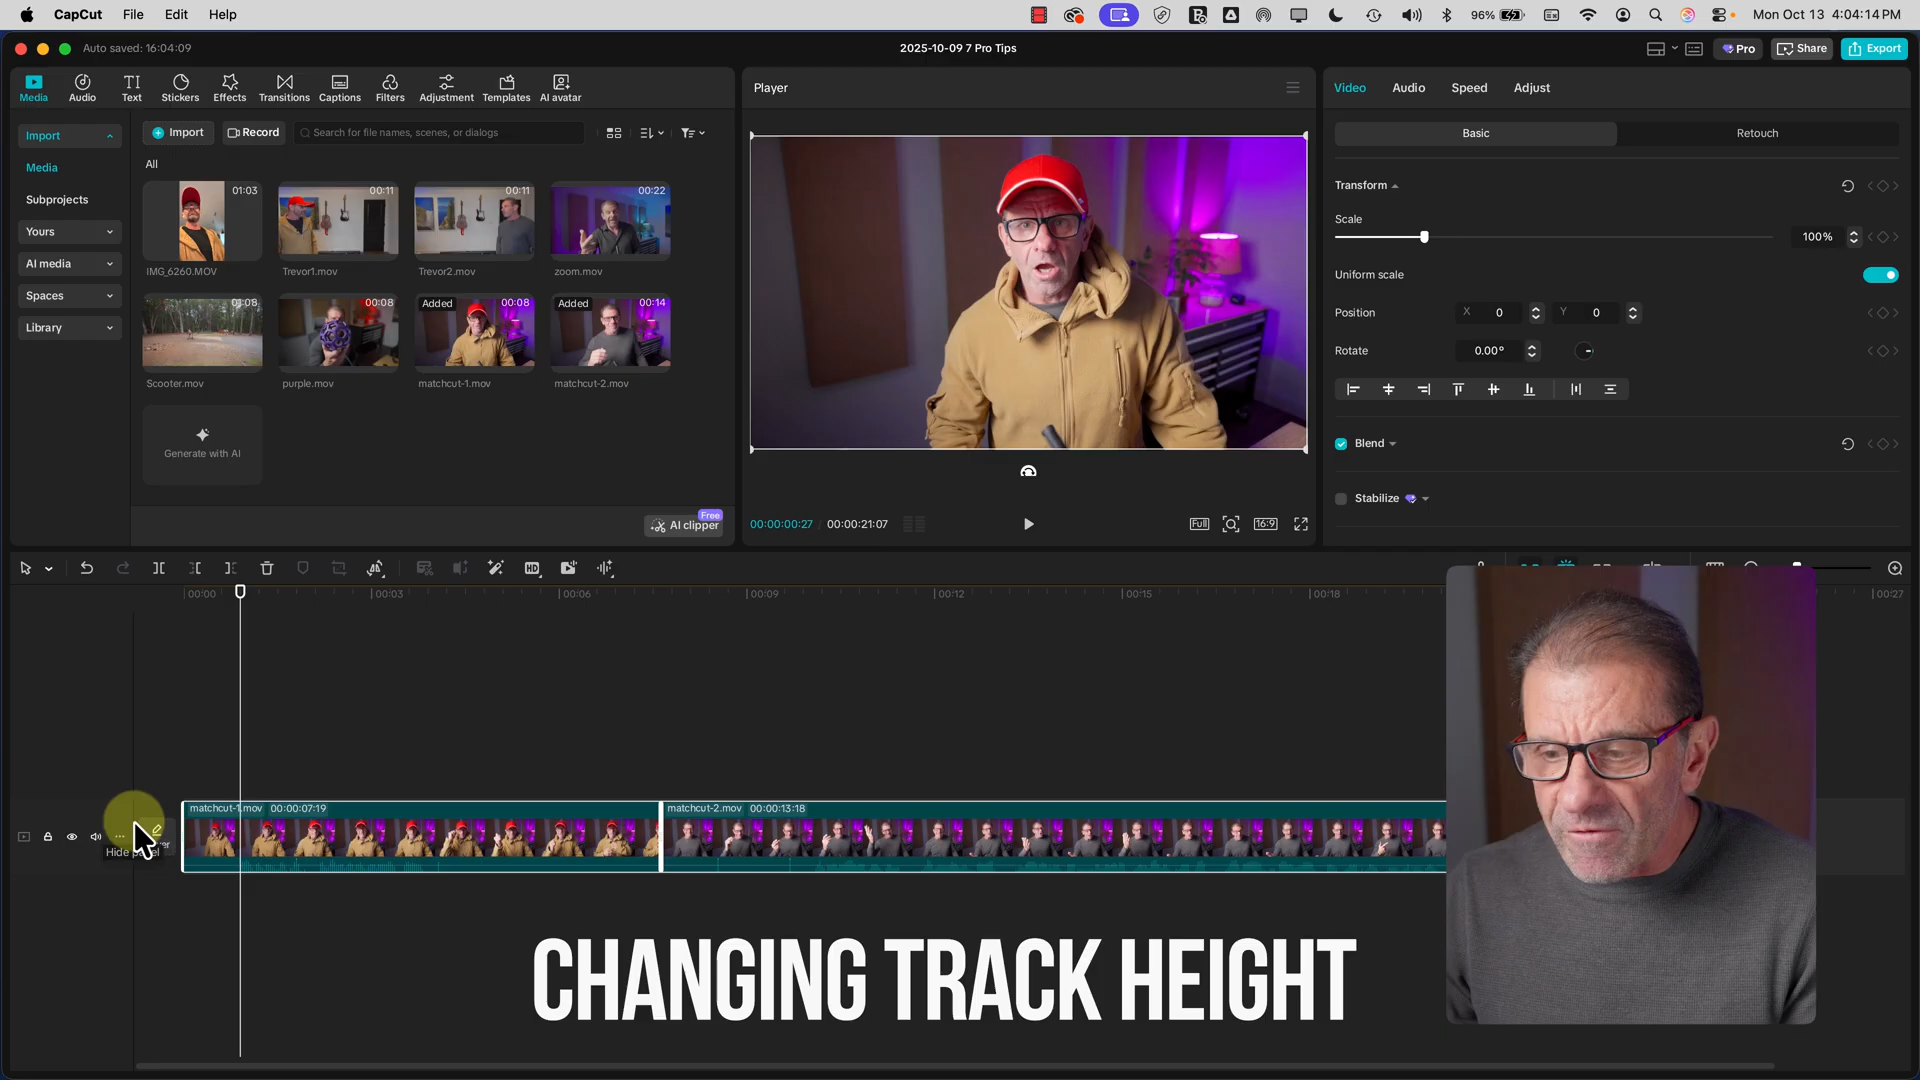 CapCut File Edit Help
96% Mon Oct 13 4:04:14 PM
Auto saved: 16:04:09
2025-10-09 7 Pro Tips
Pro Share Export
Media Audio Text Stickers Effects Transitions Captions Filters Adjustment Templates AI avatar
Import
Media
Subprojects
Yours
AI media
Spaces
Library
Import Record Search for file names, scenes, or dialogs
All
01:03 00:11 00:11 00:22
IMG_6260.MOV Trevor1.mov Trevor2.mov zoom.mov
00:08 00:08 Added 00:08 Added 00:14
Scooter.mov purple.mov matchcut-1.mov matchcut-2.mov
Generate with AI
Free
AI clipper
Player
00:00:00:27 / 00:00:21:07
Full 16:9
Video Audio Speed Adjust
Basic Retouch
Transform
Scale
100%
Uniform scale
Position X 0 Y 0
Rotate 0.00°
Blend
Stabilize
HD
00:00 00:03 00:06 00:09 00:12 00:15 00:18 00:27
matchcut-1.mov 00:00:07:19 matchcut-2.mov 00:00:13:18
CHANGING TRACK HEIGHT